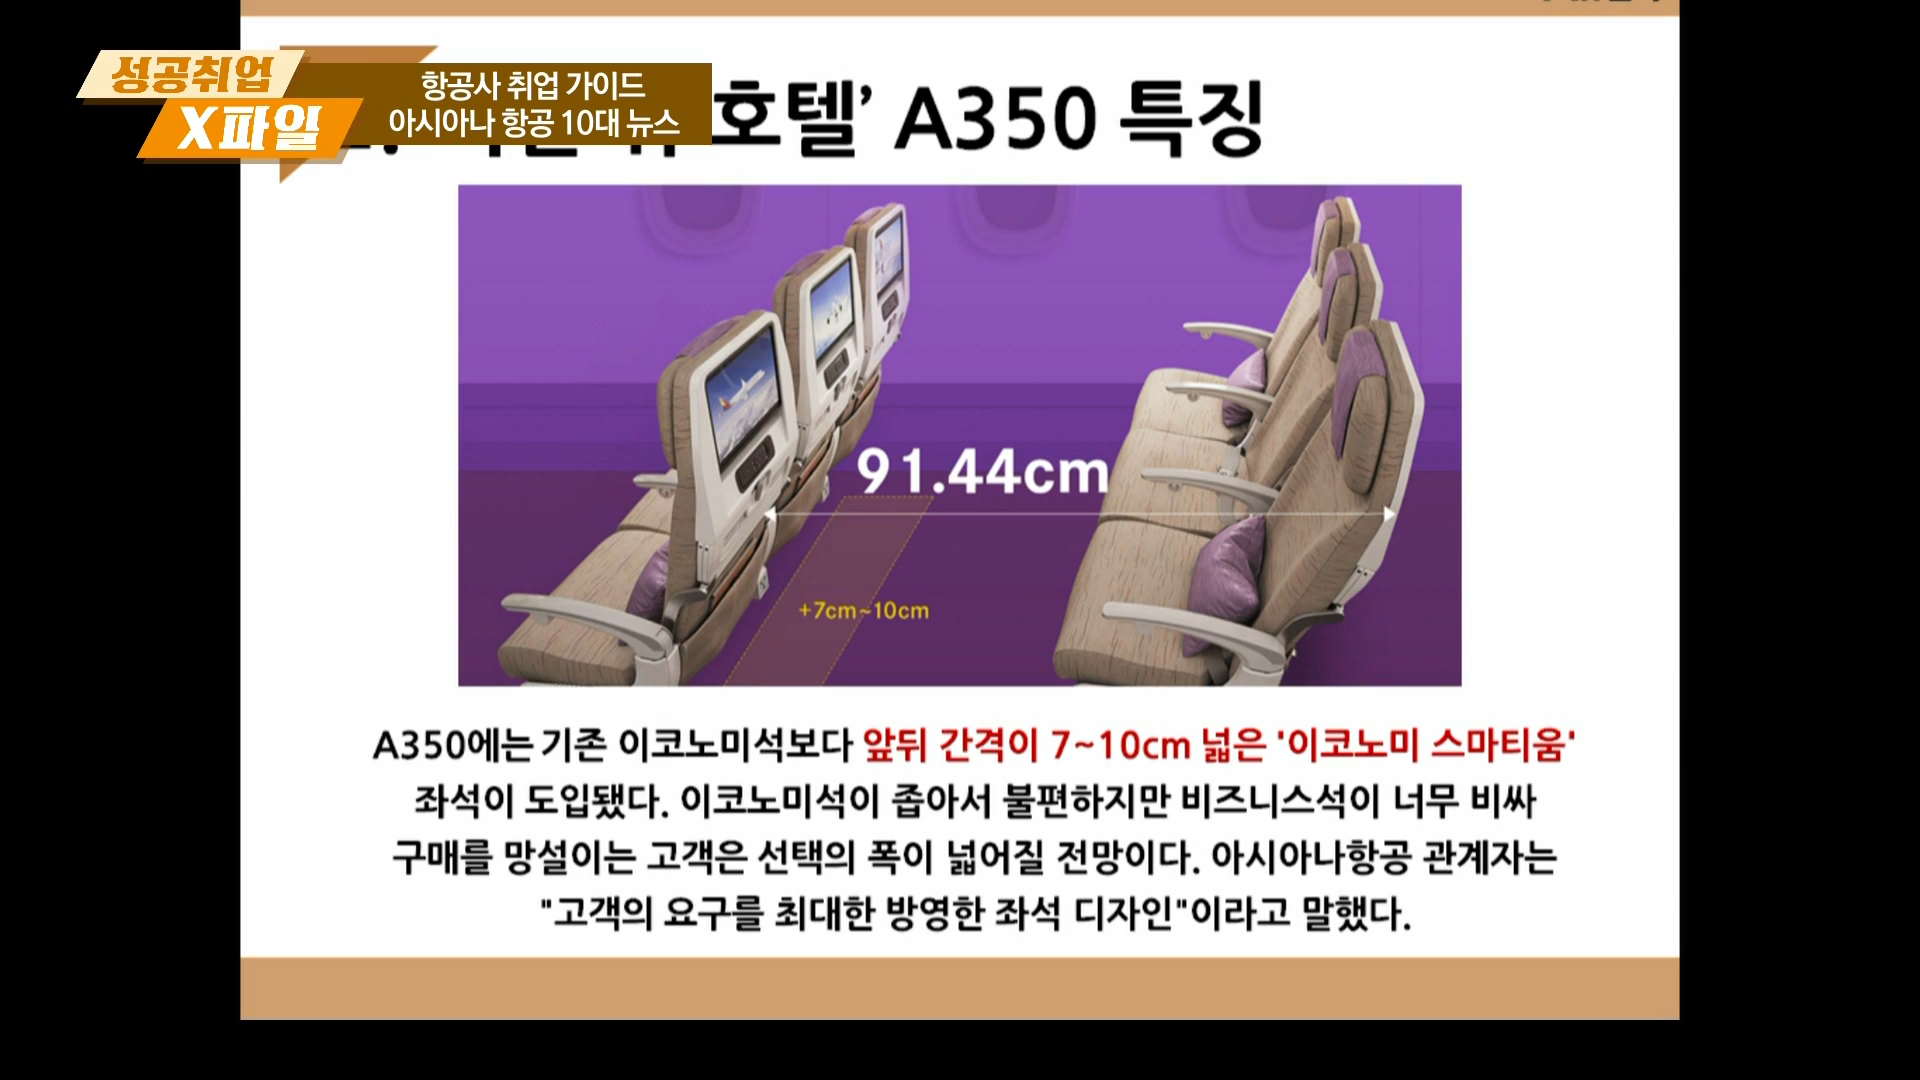 성공취업
X파일
항공사 취업 가이드
아시아나 항공 10대 뉴스
호텔’ A350 특징
91.44cm
+7cm~10cm
A350에는 기존 이코노미석보다 앞뒤 간격이 7~10cm 넓은 '이코노미 스마티움'
좌석이 도입됐다. 이코노미석이 좁아서 불편하지만 비즈니스석이 너무 비싸
구매를 망설이는 고객은 선택의 폭이 넓어질 전망이다. 아시아나항공 관계자는
"고객의 요구를 최대한 방영한 좌석 디자인"이라고 말했다.